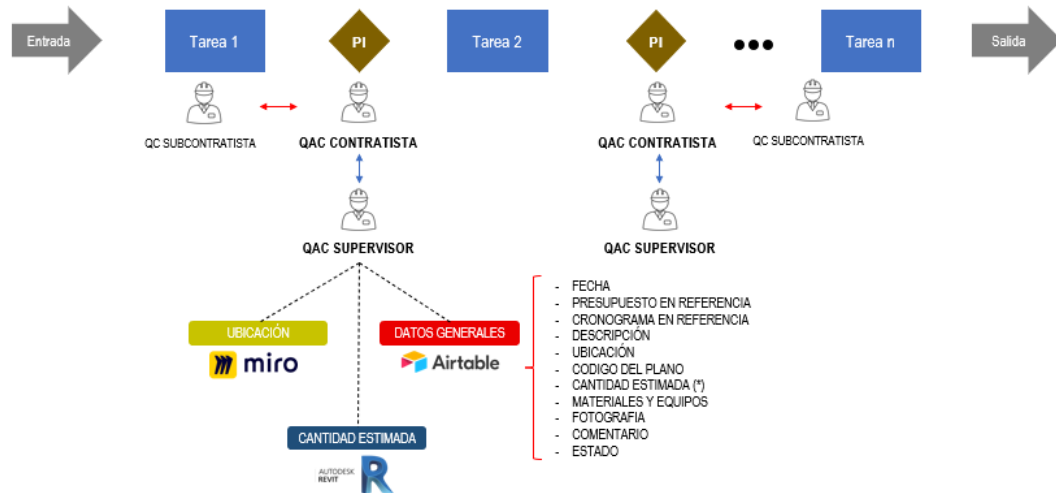 Entrada
Tarea 1
PI
Tarea 2
PI
Tarea n
Salida
QC SUBCONTRATISTA
QAC CONTRATISTA
QAC CONTRATISTA
QC SUBCONTRATISTA
QAC SUPERVISOR
QAC SUPERVISOR
UBICACIÓN
miro
DATOS GENERALES
Airtable
CANTIDAD ESTIMADA
AUTODESK
REVIT
R
- FECHA
- PRESUPUESTO EN REFERENCIA
- CRONOGRAMA EN REFERENCIA
- DESCRIPCIÓN
- UBICACIÓN
- CODIGO DEL PLANO
- CANTIDAD ESTIMADA (*)
- MATERIALES Y EQUIPOS
- FOTOGRAFIA
- COMENTARIO
- ESTADO